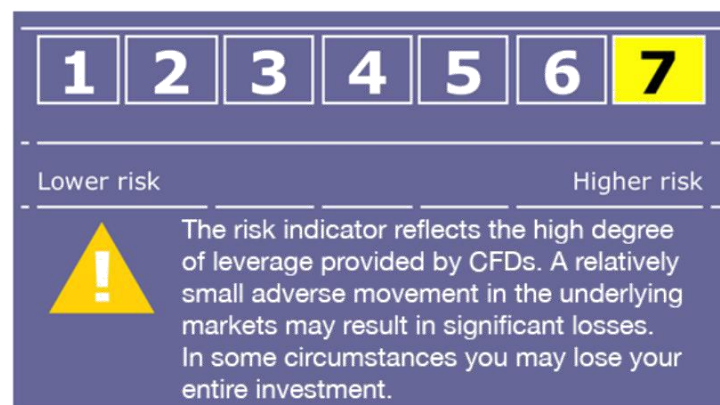 1 2 3 4 5 6 7
Lower risk Higher risk
The risk indicator reflects the high degree
of leverage provided by CFDs. A relatively
small adverse movement in the underlying
markets may result in significant losses.
In some circumstances you may lose your
entire investment.